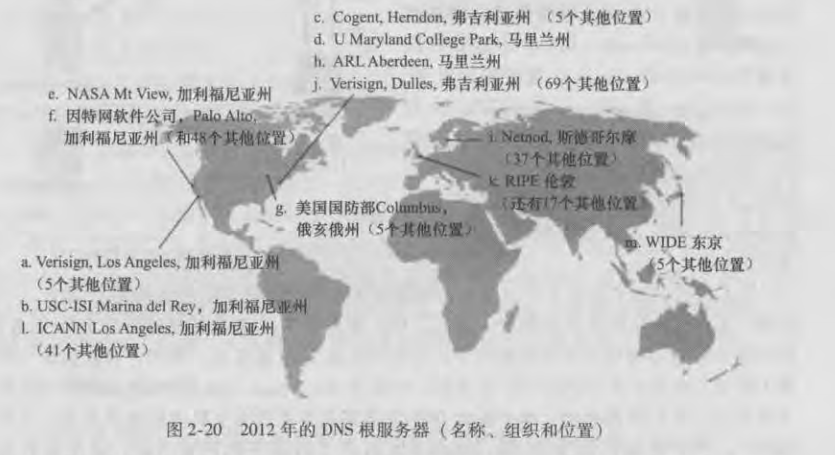 c. Cogent, Herndon, 弗吉利亚州 （5个其他位置）
d. U Maryland College Park, 马里兰州
h. ARL Aberdeen, 马里兰州
j. Verisign, Dulles, 弗吉利亚州 （69个其他位置）
e. NASA Mt View, 加利福尼亚州
f. 因特网软件公司，Palo Alto,
加利福尼亚州（和48个其他位置）
i. Netnod, 斯德哥尔摩
（37个其他位置）
k. RIPE 伦敦
（还有17个其他位置）
g. 美国国防部Columbus，
俄亥俄州（5个其他位置）
m. WIDE 东京
（5个其他位置）
a. Verisign, Los Angeles, 加利福尼亚州
（5个其他位置）
b. USC-ISI Marina del Rey，加利福尼亚州
l. ICANN Los Angeles, 加利福尼亚州
（41个其他位置）
图 2-20 2012 年的 DNS 根服务器（名称、组织和位置）